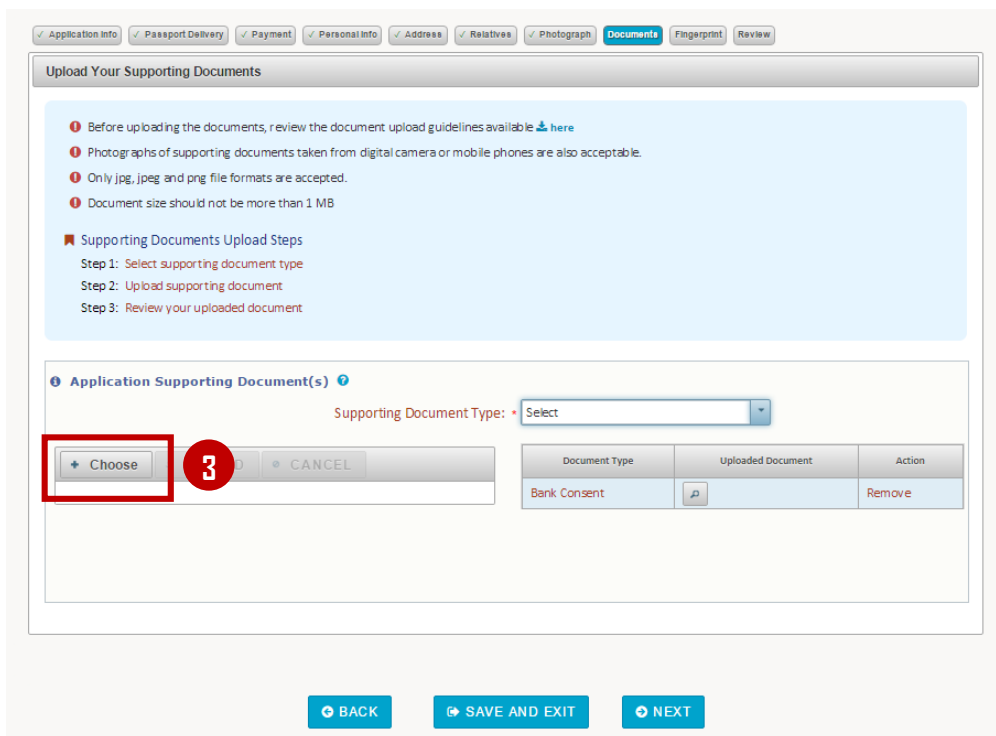 ✓ Application Info ✓ Passport Delivery ✓ Payment ✓ Personal Info ✓ Address ✓ Relatives ✓ Photograph Documents Fingerprint Review
Upload Your Supporting Documents
Before uploading the documents, review the document upload guidelines available here
Photographs of supporting documents taken from digital camera or mobile phones are also acceptable.
Only jpg, jpeg and png file formats are accepted.
Document size should not be more than 1 MB
Supporting Documents Upload Steps
Step 1: Select supporting document type
Step 2: Upload supporting document
Step 3: Review your uploaded document
Application Supporting Document(s)
Supporting Document Type: * Select
+ Choose 3 CANCEL
Document Type Uploaded Document Action
Bank Consent Remove
BACK SAVE AND EXIT NEXT